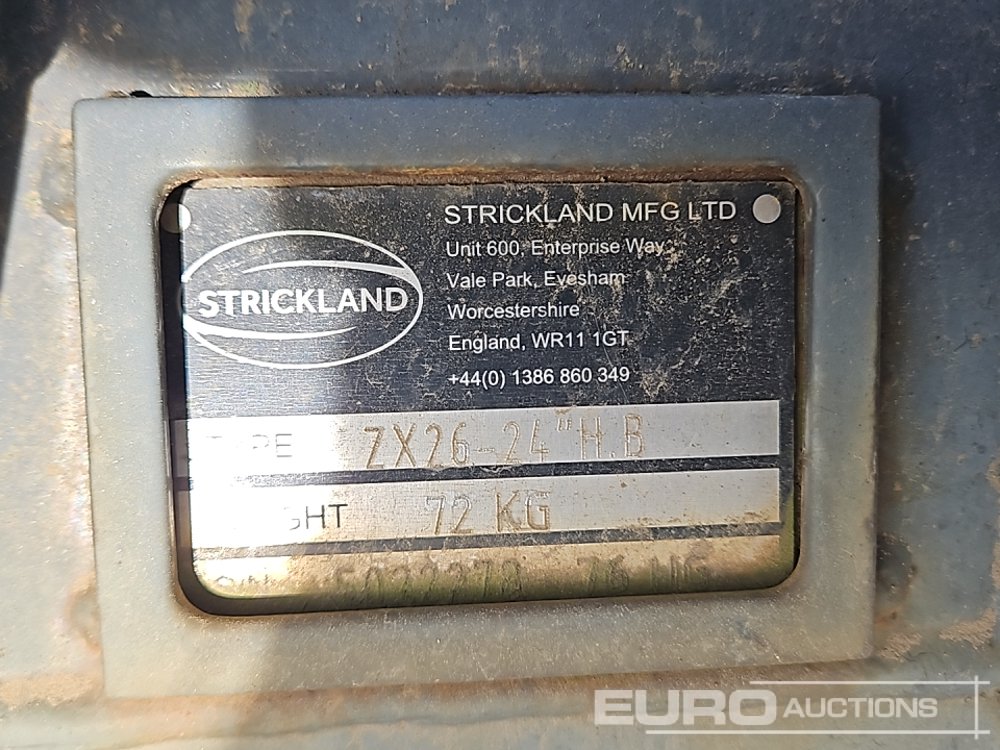 STRICKLAND MFG LTD
Unit 600, Enterprise Way
Vale Park, Evesham
Worcestershire
England, WR11 1GT
+44(0) 1386 860 349
STRICKLAND
TYPE ZX26-24" H.B
72 KG
EURO AUCTIONS